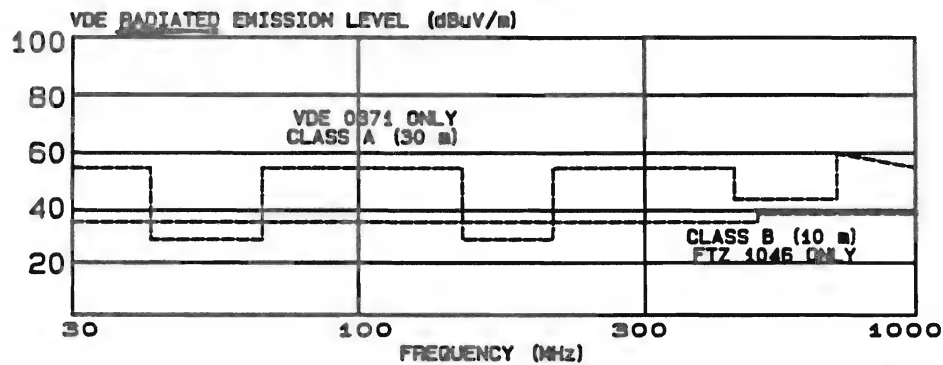 VDE RADIATED EMISSION LEVEL (dBuV/m)
100
80
60
40
20
VDE 0871 ONLY
CLASS A (30 m)
CLASS B (10 m)
FTZ 1046 ONLY
30
100
300
1000
FREQUENCY (MHz)